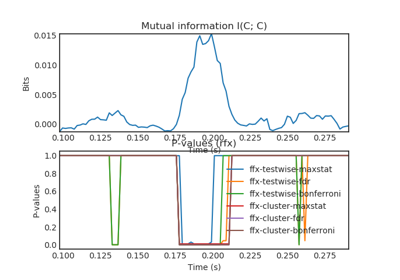 Mutual information I(C; C)
0.015
0.010
0.005
0.000
Bits
0.100 0.125 0.150 0.175 0.200 0.225 0.250 0.275
Time (s)
P-values (rfx)
1.0
0.8
0.6
0.4
0.2
0.0
P-values
ffx-testwise-maxstat
ffx-testwise-fdr
ffx-testwise-bonferroni
ffx-cluster-maxstat
ffx-cluster-fdr
ffx-cluster-bonferroni
0.100 0.125 0.150 0.175 0.200 0.225 0.250 0.275
Time (s)